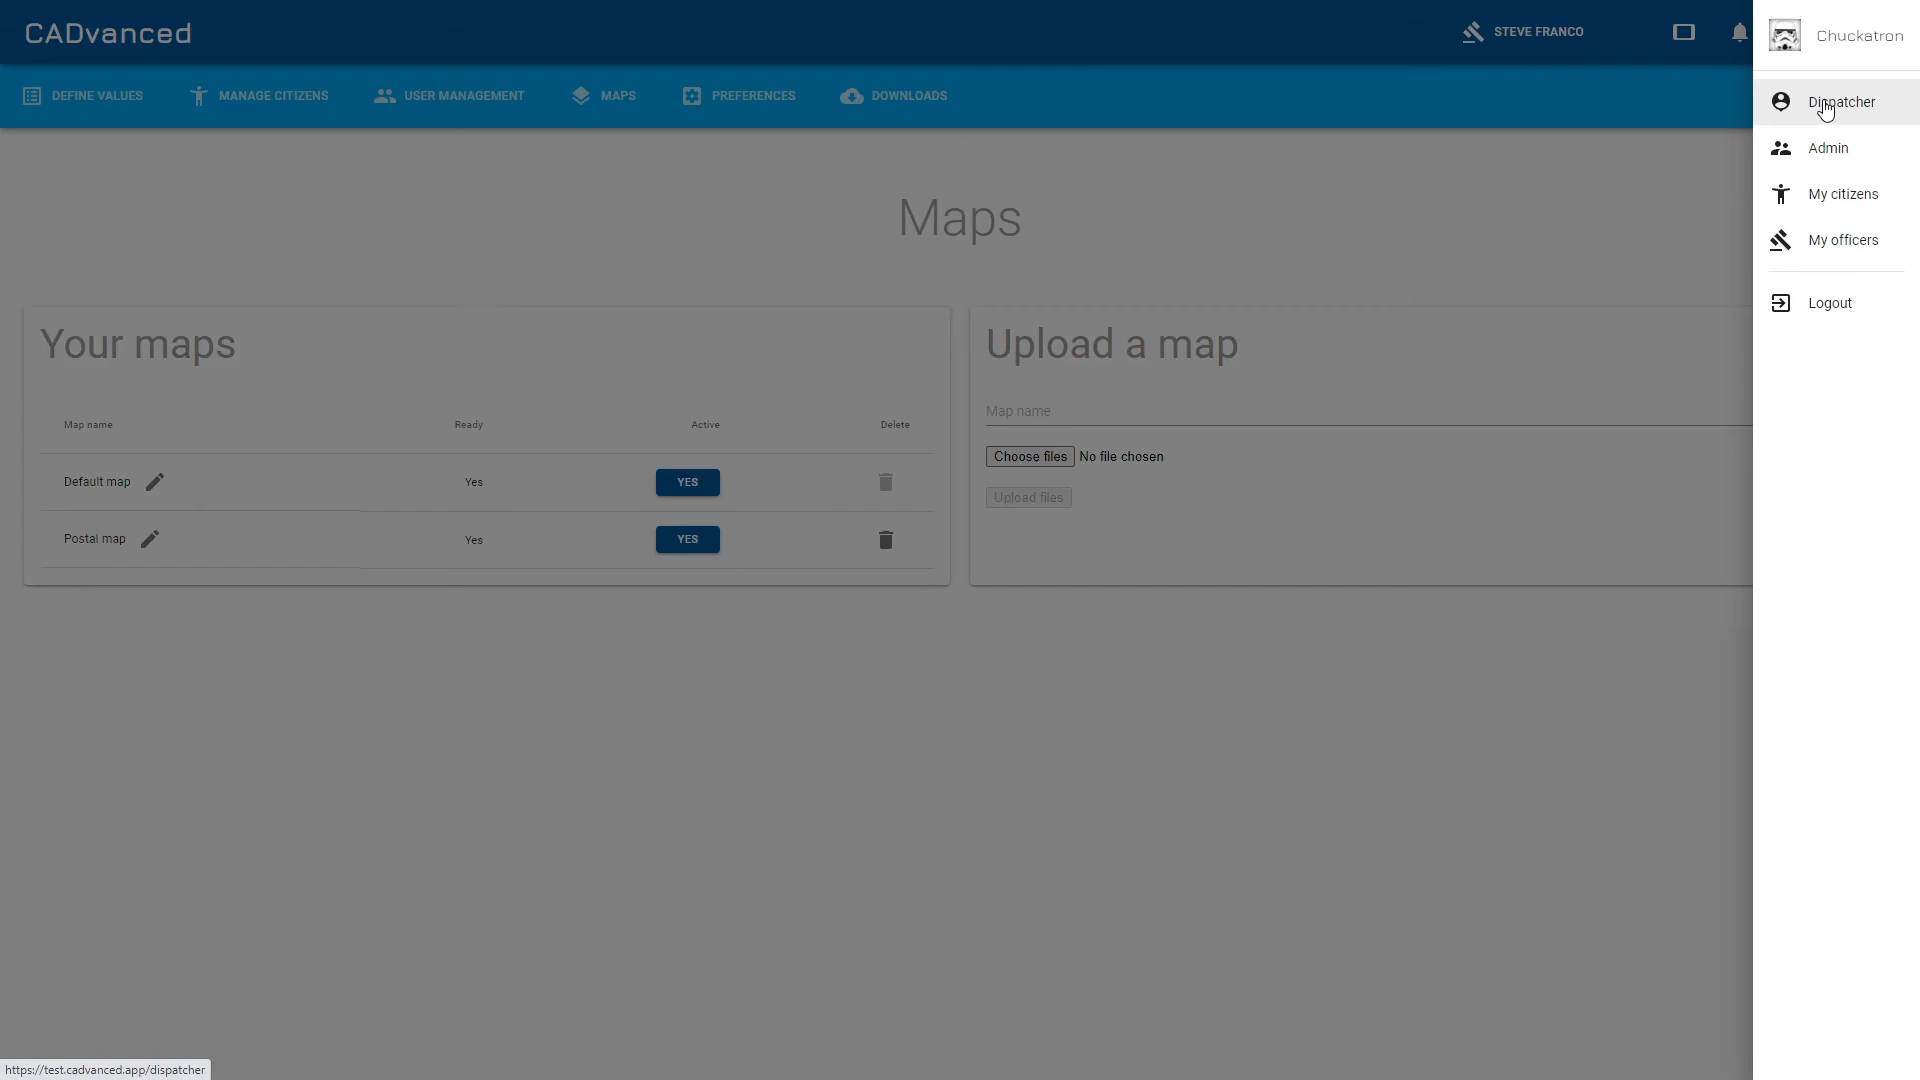 CADvanced
STEVE FRANCO
Chuckatron
DEFINE VALUES
MANAGE CITIZENS
USER MANAGEMENT
MAPS
PREFERENCES
DOWNLOADS
Dispatcher
Admin
My citizens
My officers
Logout
Maps
Your maps
Map name Ready Active Delete
Default map Yes YES
Postal map Yes YES
Upload a map
Map name
Choose files No file chosen
Upload files
https://test.cadvanced.app/dispatcher